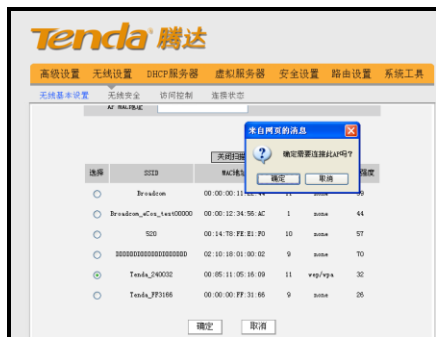 Tenda 腾达
高级设置 无线设置 DHCP服务器 虚拟服务器 安全设置 路由设置 系统工具
无线基本设置 无线安全 访问控制 连接状态
AP MAC地址
来自网页的消息
确定需要连接此AP吗?
确定 取消
关闭扫描
选择 SSID MAC地址 强度
Broadcom 00:00:00:11
Broadcom_eCos_test00000 00:00:12:34:56:AC 1 none 44
520 00:14:78:EE:E1:F0 10 none 57
02:10:18:01:00:02 9 none 70
Tenda_240032 00:85:11:05:16:09 11 wep/wpa 32
Tenda_FF3166 00:00:00:FF:31:66 9 none 26
确定 取消